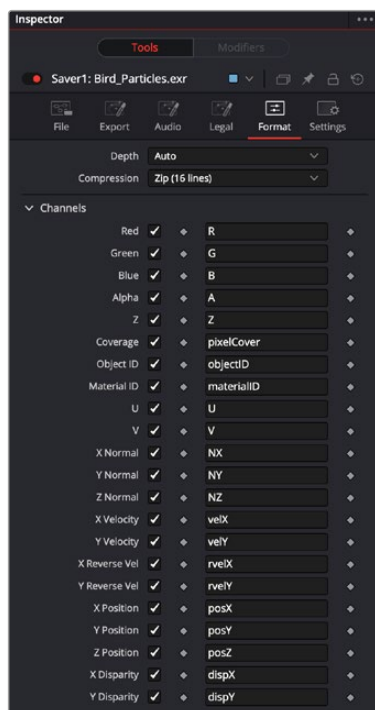 Inspector
Tools Modifiers
Saver1: Bird_Particles.exr
File Export Audio Legal Format Settings
Depth Auto
Compression Zip (16 lines)
Channels
Red R
Green G
Blue B
Alpha A
Z Z
Coverage pixelCover
Object ID objectID
Material ID materialID
U U
V V
X Normal NX
Y Normal NY
Z Normal NZ
X Velocity velX
Y Velocity velY
X Reverse Vel rvelX
Y Reverse Vel rvelY
X Position posX
Y Position posY
Z Position posZ
X Disparity dispX
Y Disparity dispY